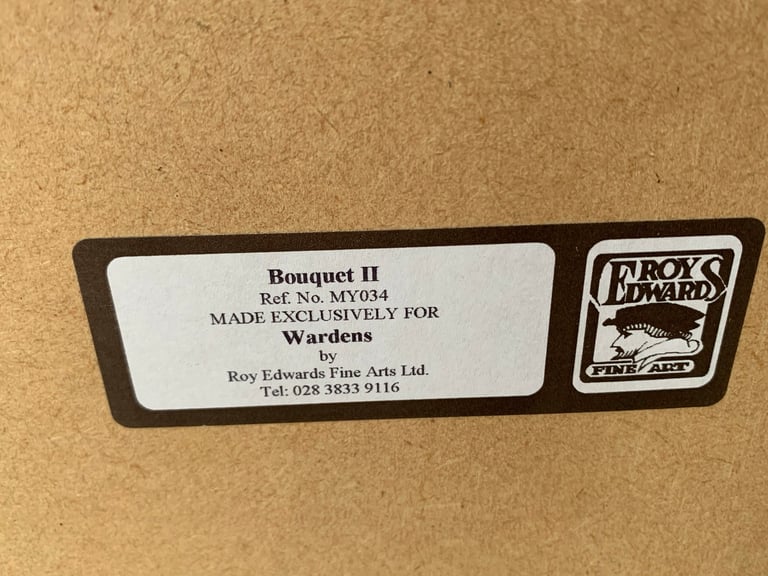 Bouquet II
Ref. No. MY034
MADE EXCLUSIVELY FOR
Wardens
by
Roy Edwards Fine Arts Ltd.
Tel: 028 3833 9116
ROY
EDWARDS
FINE ART